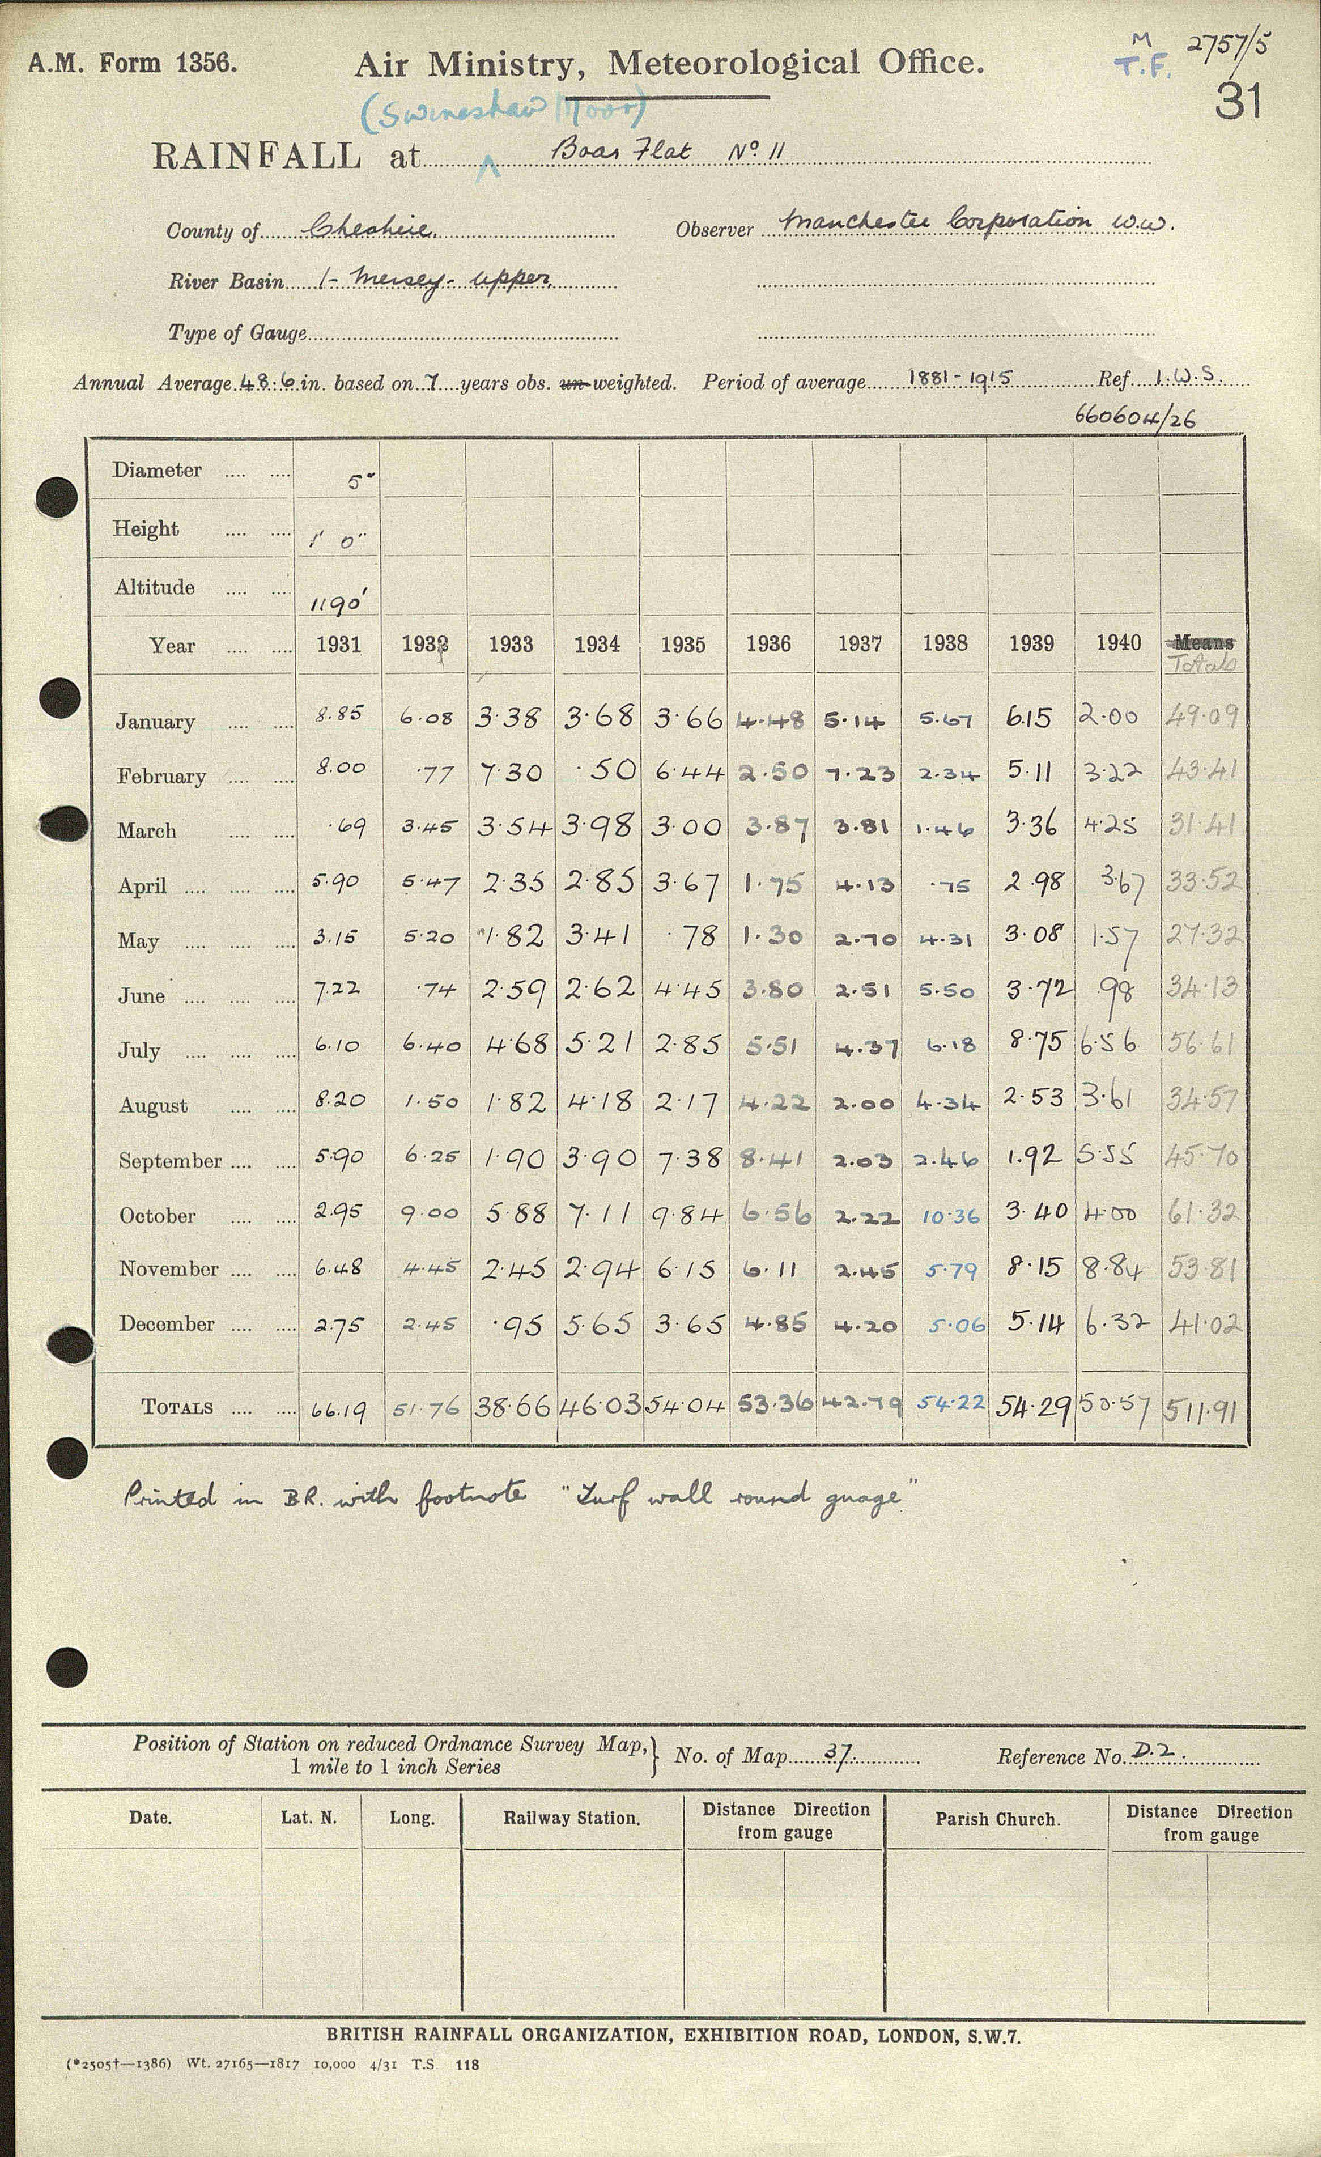 A.M. Form 1356.
Air Ministry, Meteorological Office.
M
T.F.
2757/5
31
(Swineshaw Moor)
RAINFALL at Boar Flat No 11
County of Cheshire. Observer Manchester Corporation W.W.
River Basin 1- Mersey- Upper.
Type of Gauge
Annual Average 48.6 in. based on 7 years obs. un-weighted. Period of average 1881-1915 Ref. I.W.S.
660604/26
Diameter 5"
Height 1' 0"
Altitude 1190'
Year 1931 1932 1933 1934 1935 1936 1937 1938 1939 1940 Means
Totals
January 8.85 6.08 3.38 3.68 3.66 4.48 5.14 5.67 6.15 2.00 49.09
February 8.00 .77 7.30 .50 6.44 2.50 7.23 2.34 5.11 3.22 43.41
March .69 3.45 3.54 3.98 3.00 3.87 3.81 1.46 3.36 4.25 31.41
April 5.90 5.47 2.35 2.85 3.67 1.75 4.13 .75 2.98 3.67 33.52
May 3.15 5.20 1.82 3.41 .78 1.30 2.70 4.31 3.08 1.57 27.32
June 7.22 .74 2.59 2.62 4.45 3.80 2.51 5.50 3.72 .98 34.13
July 6.10 6.40 4.68 5.21 2.85 5.51 4.37 6.18 8.75 6.56 56.61
August 8.20 1.50 1.82 4.18 2.17 4.22 2.00 4.34 2.53 3.61 34.57
September 5.90 6.25 1.90 3.90 7.38 8.41 2.03 2.46 1.92 5.55 45.70
October 2.95 9.00 5.88 7.11 9.84 6.56 2.22 10.36 3.40 4.00 61.32
November 6.48 4.45 2.45 2.94 6.15 6.11 2.45 5.79 8.15 8.84 53.81
December 2.75 2.45 .95 5.65 3.65 4.85 4.20 5.06 5.14 6.32 41.02
TOTALS 66.19 51.76 38.66 46.03 54.04 53.36 42.79 54.22 54.29 50.57 511.91
Printed in B.R. with footnote "Turf wall round guage"
Position of Station on reduced Ordnance Survey Map,
1 mile to 1 inch Series } No. of Map 37. Reference No. D.2.
Date. Lat. N. Long. Railway Station. Distance Direction from gauge Parish Church. Distance Direction from gauge
BRITISH RAINFALL ORGANIZATION, EXHIBITION ROAD, LONDON, S.W.7.
(*2505†—1386) Wt. 27165—1817 10,000 4/31 T.S 118